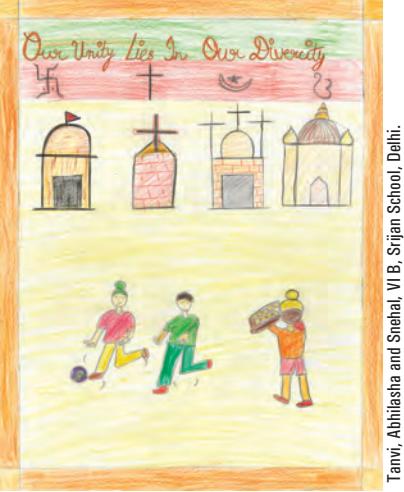 Our Unity Lies In Our Diversity
Tanvi, Abhilasha and Snehal, VI B, Srijan School, Delhi.